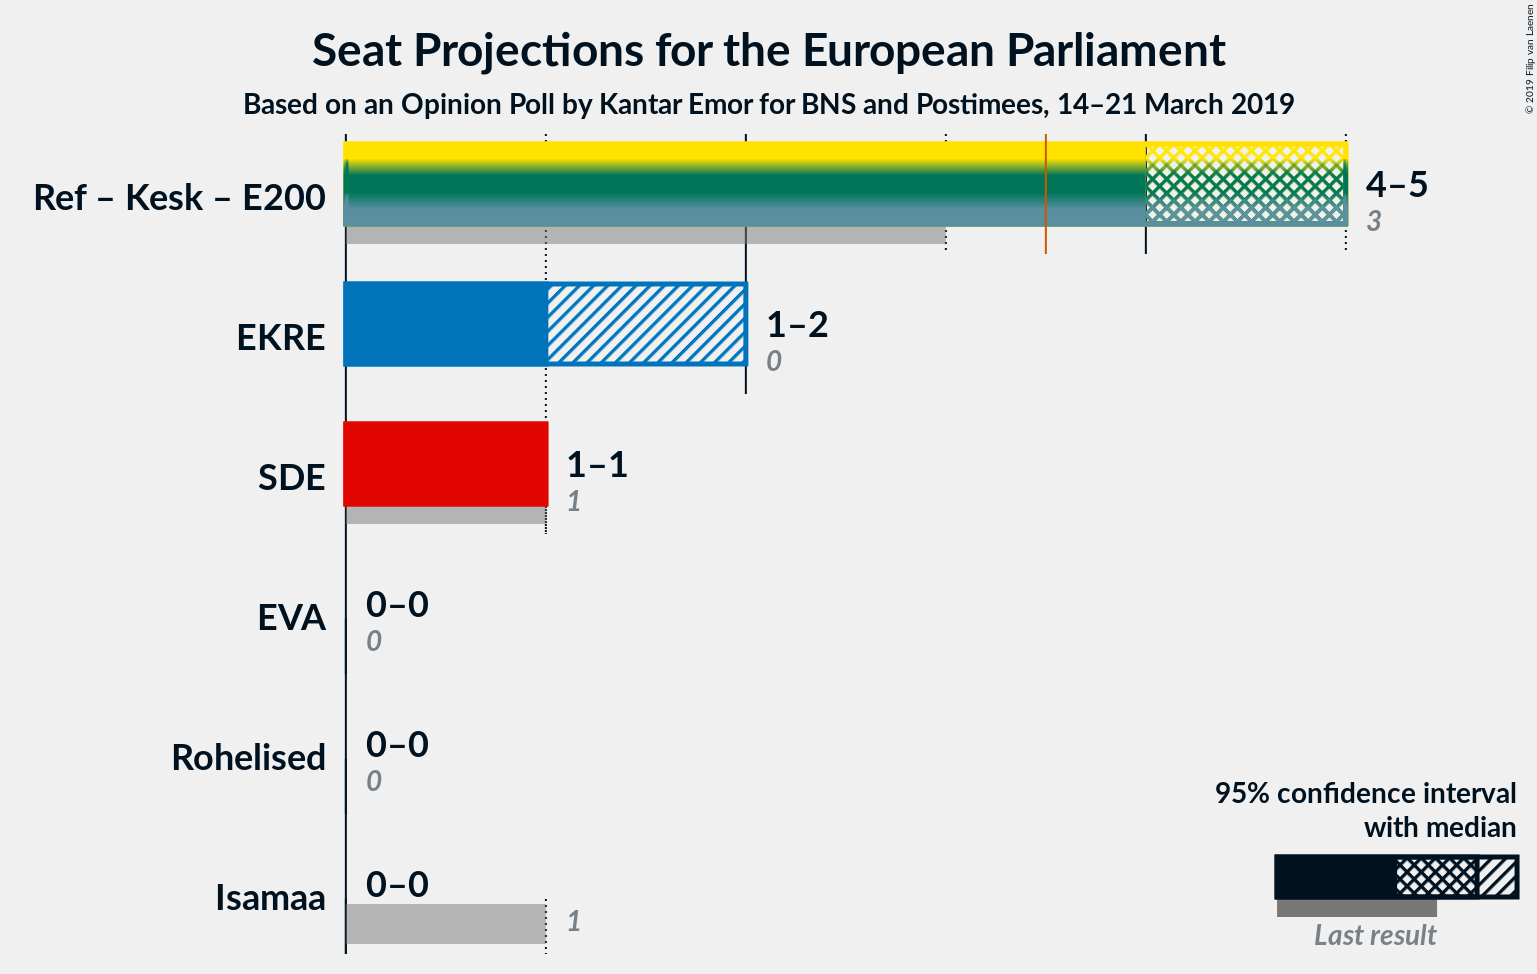 Seat Projections for the European Parliament
Based on an Opinion Poll by Kantar Emor for BNS and Postimees, 14–21 March 2019
© 2019 Filip van Laenen
Ref – Kesk – E200
4–5
3
EKRE
1–2
0
SDE
1–1
1
EVA
0–0
0
Rohelised
0–0
0
Isamaa
0–0
1
95% confidence interval
with median
Last result